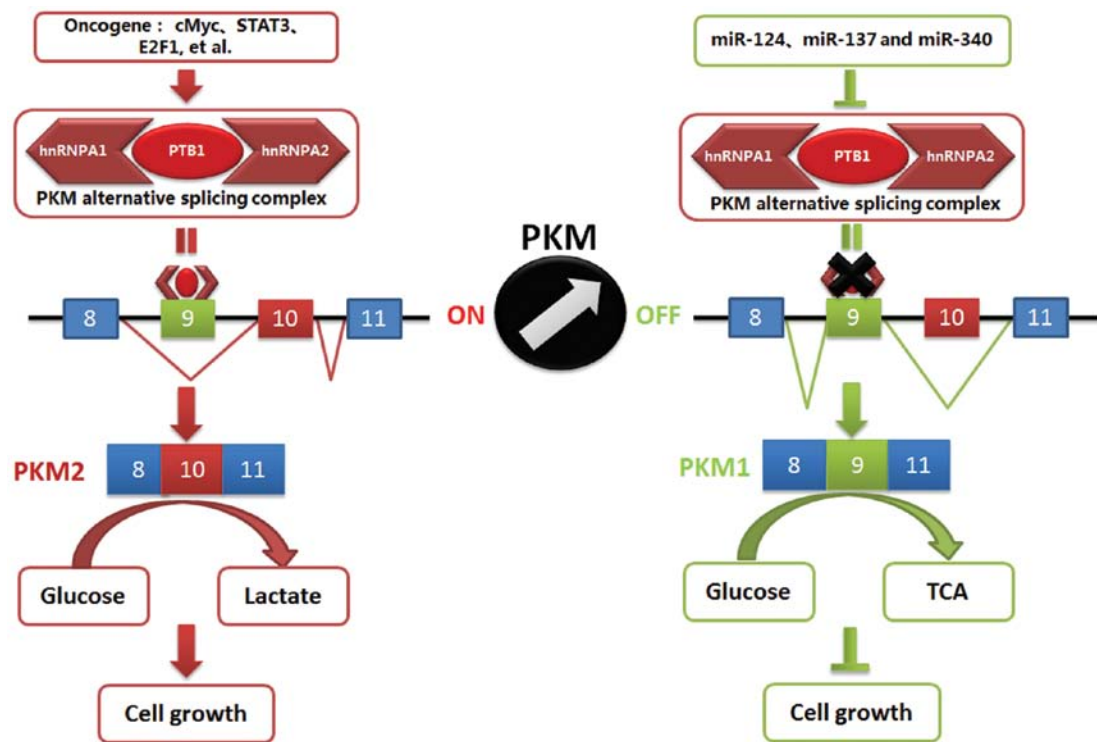 Oncogene： cMyc、STAT3、
E2F1, et al.
hnRNPA1
PTB1
hnRNPA2
PKM alternative splicing complex
8
9
10
11
PKM2
8
10
11
Glucose
Lactate
Cell growth
PKM
ON
OFF
miR-124、miR-137 and miR-340
hnRNPA1
PTB1
hnRNPA2
PKM alternative splicing complex
8
9
10
11
PKM1
8
9
11
Glucose
TCA
Cell growth